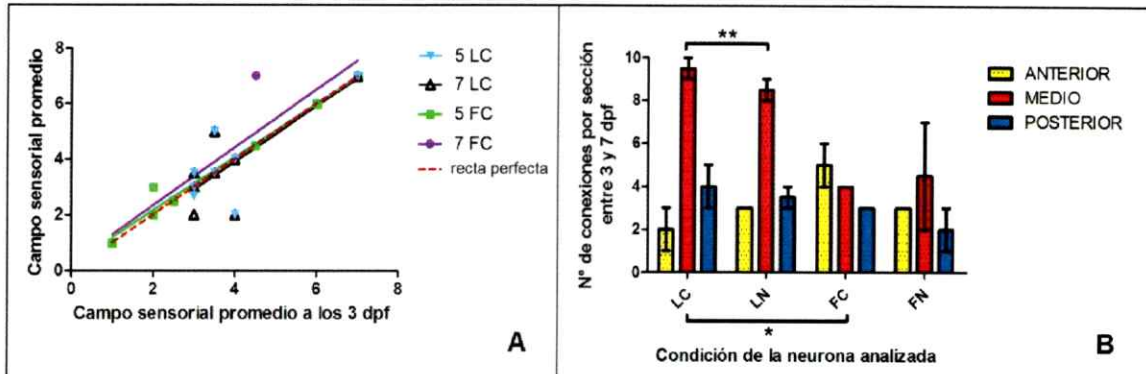 Campo sensorial promedio
8
6
4
2
0
0 2 4 6 8
Campo sensorial promedio a los 3 dpf
5 LC
7 LC
5 FC
7 FC
recta perfecta
A
N° de conexiones por sección
entre 3 y 7 dpf
10
8
6
4
2
0
**
LC
LN
FC
FN
*
Condición de la neurona analizada
ANTERIOR
MEDIO
POSTERIOR
B